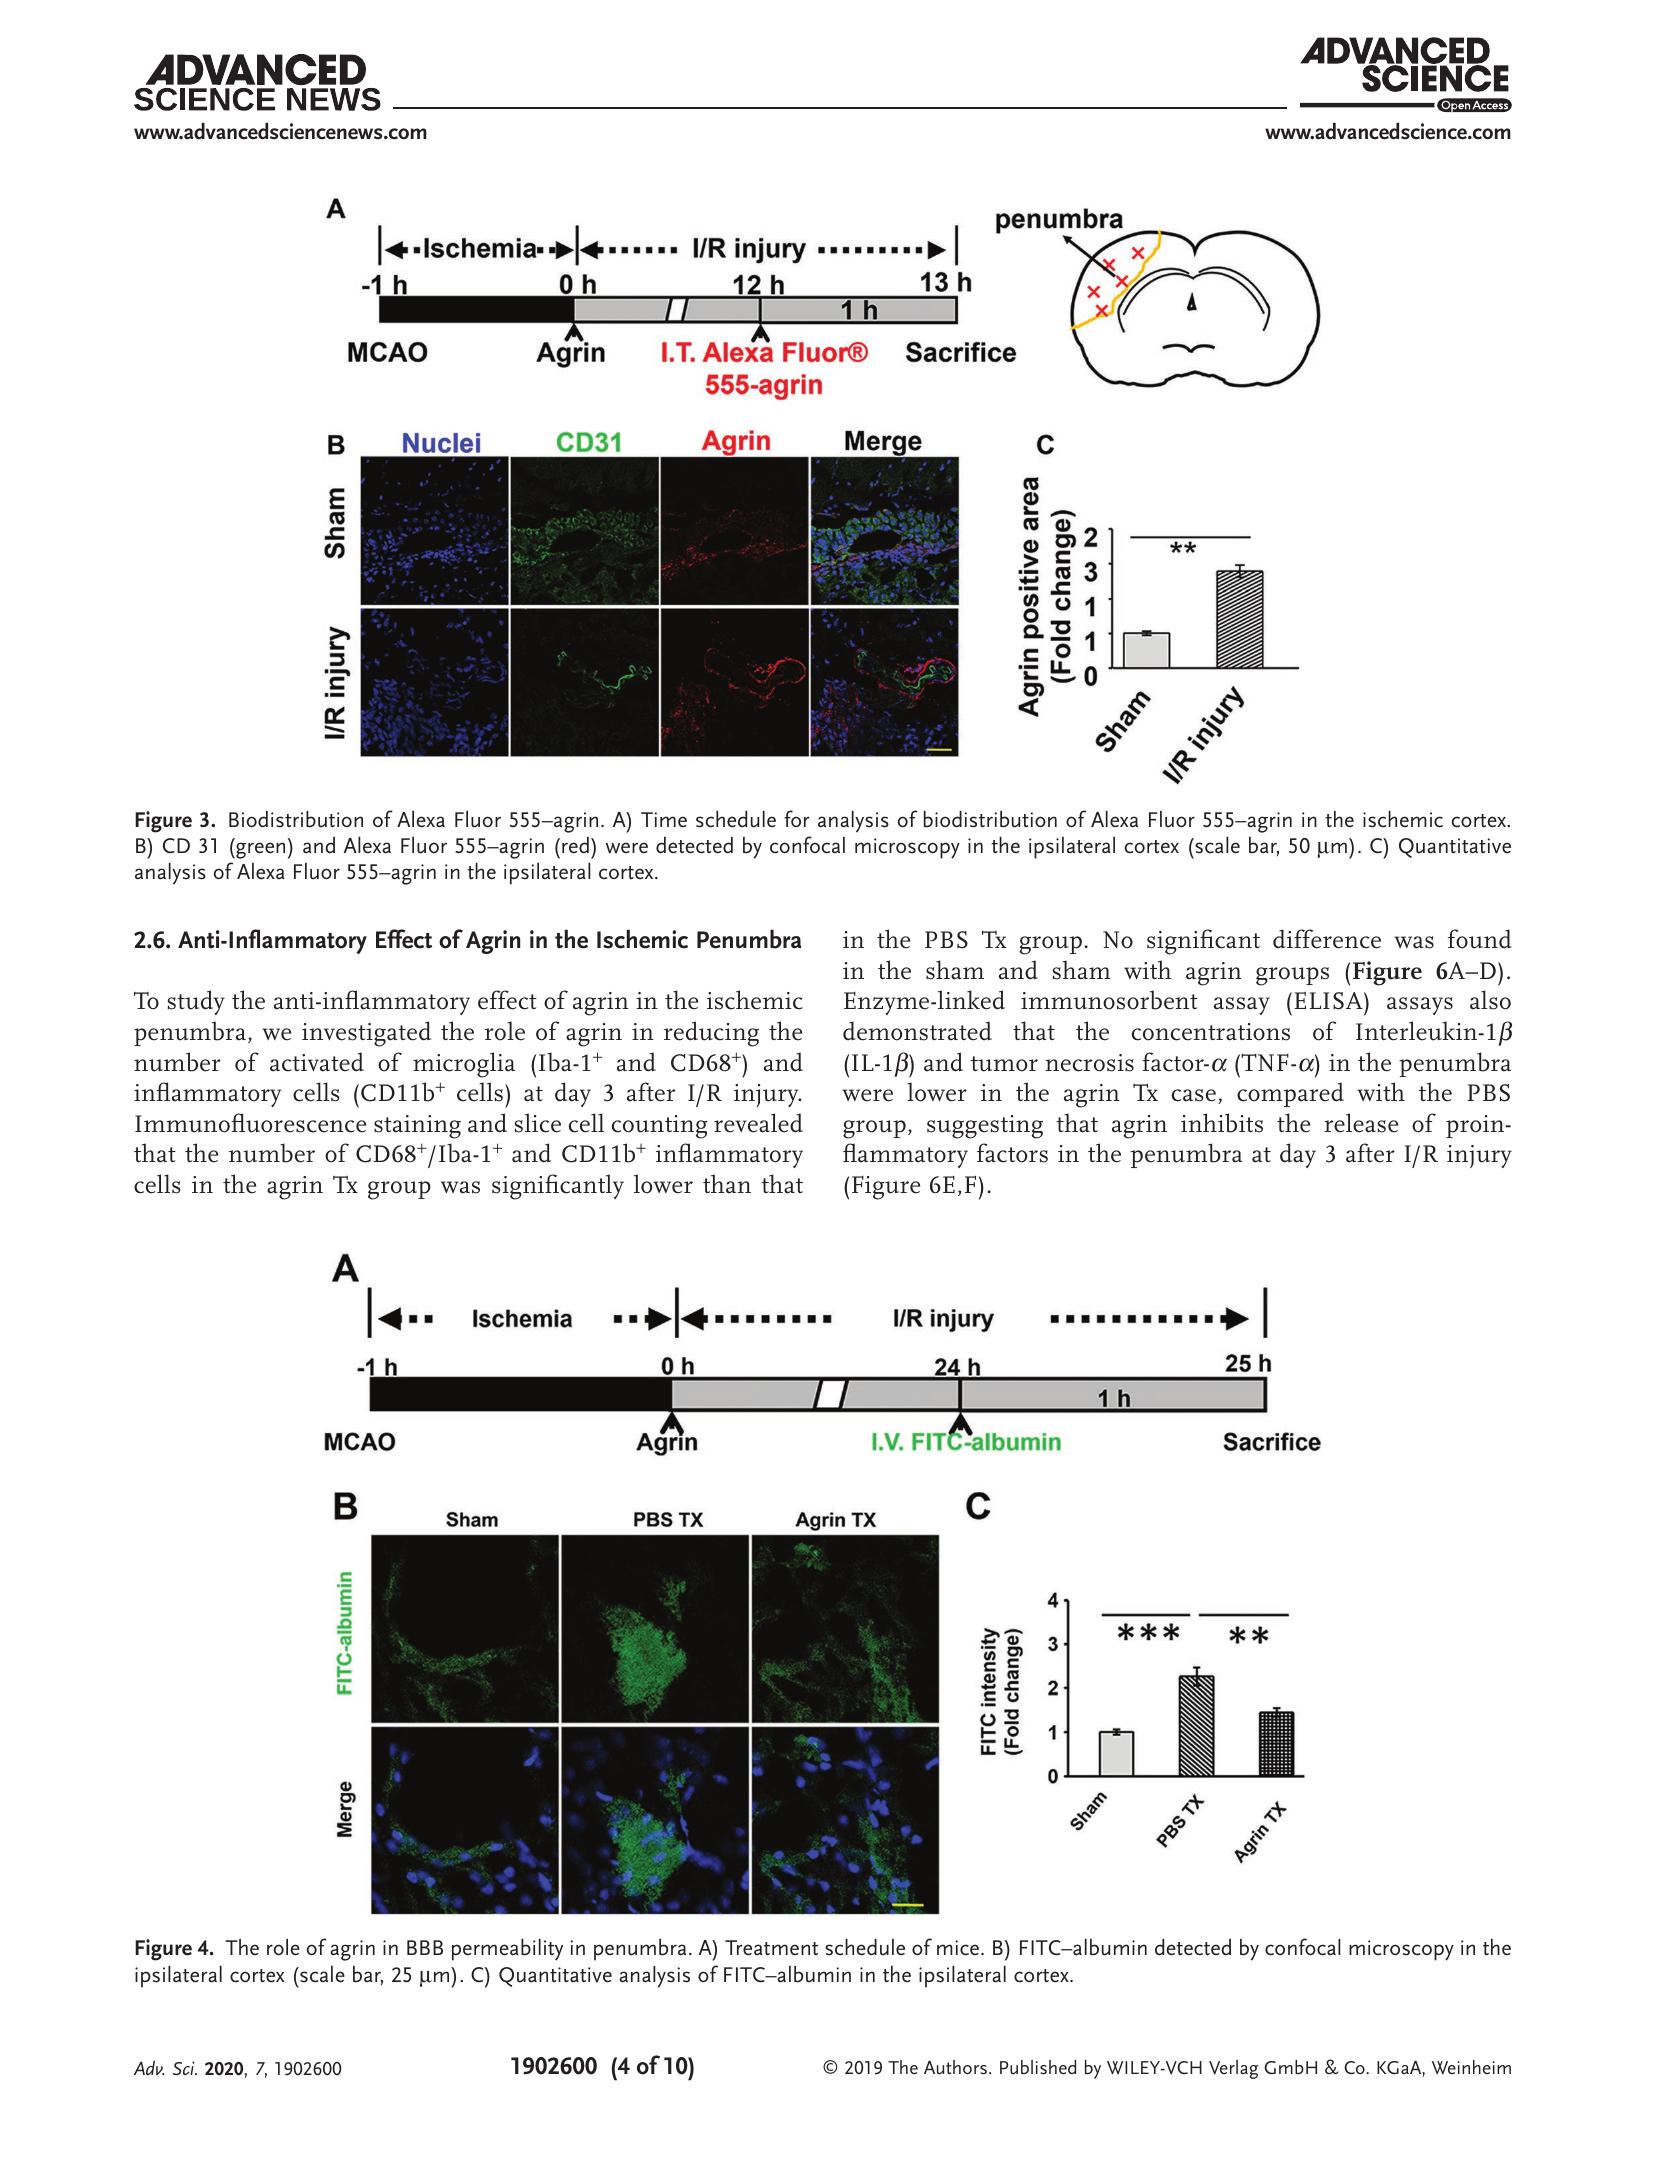 ADVANCED
SCIENCE NEWS
www.advancedsciencenews.com
ADVANCED
SCIENCE
Open Access
www.advancedscience.com
A
Ischemia
I/R injury
-1 h
0 h
12 h
13 h
1 h
MCAO
Agrin
I.T. Alexa Fluor®
555-agrin
Sacrifice
penumbra
B
Nuclei
CD31
Agrin
Merge
Sham
I/R injury
C
Agrin positive area
(Fold change)
2
3
1
1
0
**
Sham
I/R injury
Figure 3. Biodistribution of Alexa Fluor 555–agrin. A) Time schedule for analysis of biodistribution of Alexa Fluor 555–agrin in the ischemic cortex.
B) CD 31 (green) and Alexa Fluor 555–agrin (red) were detected by confocal microscopy in the ipsilateral cortex (scale bar, 50 μm). C) Quantitative
analysis of Alexa Fluor 555–agrin in the ipsilateral cortex.
2.6. Anti-Inflammatory Effect of Agrin in the Ischemic Penumbra
To study the anti-inflammatory effect of agrin in the ischemic
penumbra, we investigated the role of agrin in reducing the
number of activated of microglia (Iba-1⁺ and CD68⁺) and
inflammatory cells (CD11b⁺ cells) at day 3 after I/R injury.
Immunofluorescence staining and slice cell counting revealed
that the number of CD68⁺/Iba-1⁺ and CD11b⁺ inflammatory
cells in the agrin Tx group was significantly lower than that
in the PBS Tx group. No significant difference was found
in the sham and sham with agrin groups (Figure 6A–D).
Enzyme-linked immunosorbent assay (ELISA) assays also
demonstrated that the concentrations of Interleukin-1β
(IL-1β) and tumor necrosis factor-α (TNF-α) in the penumbra
were lower in the agrin Tx case, compared with the PBS
group, suggesting that agrin inhibits the release of proin-
flammatory factors in the penumbra at day 3 after I/R injury
(Figure 6E,F).
A
Ischemia
I/R injury
-1 h
0 h
24 h
25 h
1 h
MCAO
Agrin
I.V. FITC-albumin
Sacrifice
B
Sham
PBS TX
Agrin TX
FITC-albumin
Merge
C
FITC intensity
(Fold change)
4
3
2
1
0
***
**
Sham
PBS TX
Agrin TX
Figure 4. The role of agrin in BBB permeability in penumbra. A) Treatment schedule of mice. B) FITC–albumin detected by confocal microscopy in the
ipsilateral cortex (scale bar, 25 μm). C) Quantitative analysis of FITC–albumin in the ipsilateral cortex.
Adv. Sci. 2020, 7, 1902600
1902600 (4 of 10)
© 2019 The Authors. Published by WILEY-VCH Verlag GmbH & Co. KGaA, Weinheim